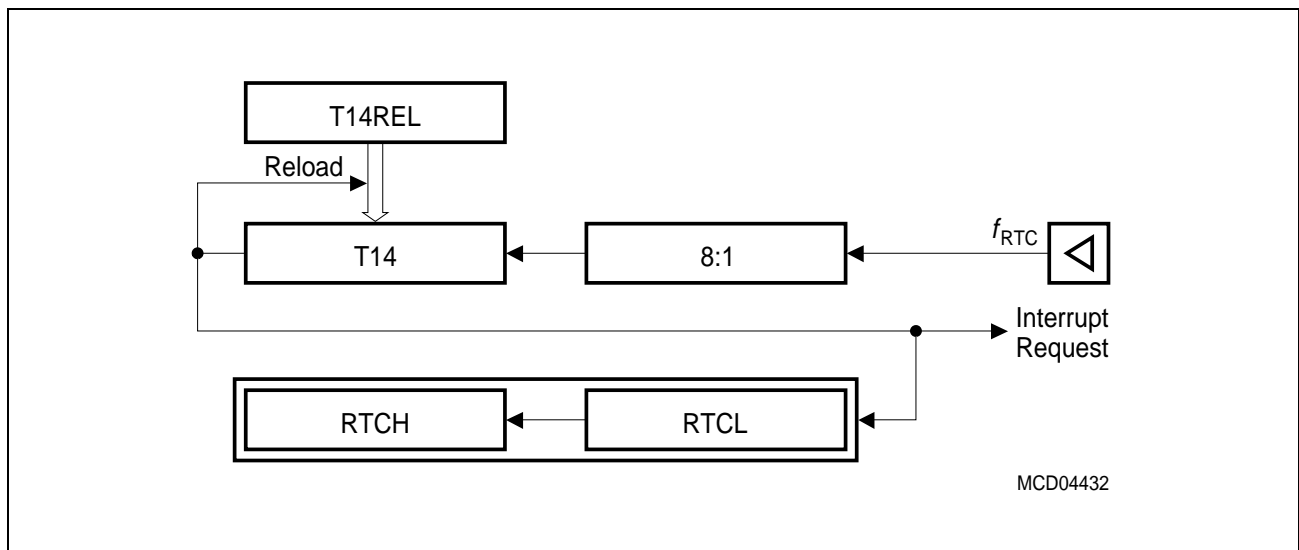 T14REL
Reload
T14
8:1
fRTC
Interrupt
Request
RTCH
RTCL
MCD04432